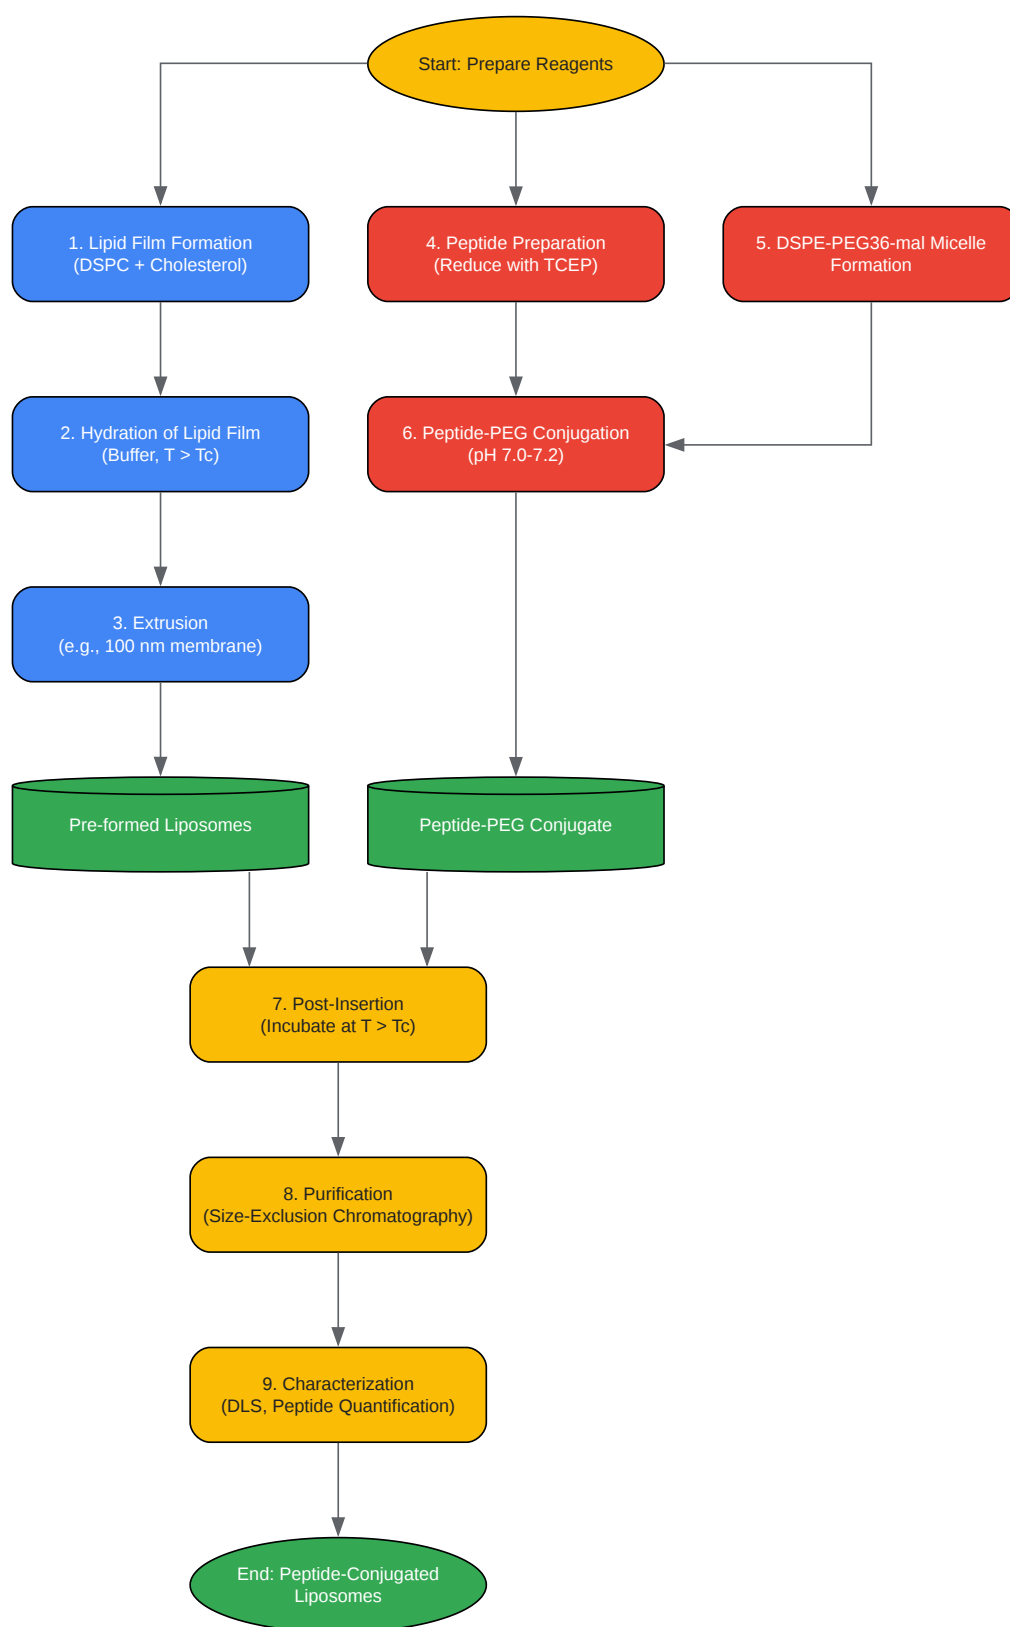 Start: Prepare Reagents
1. Lipid Film Formation
(DSPC + Cholesterol)
4. Peptide Preparation
(Reduce with TCEP)
5. DSPE-PEG36-mal Micelle
Formation
2. Hydration of Lipid Film
(Buffer, T > Tc)
6. Peptide-PEG Conjugation
(pH 7.0-7.2)
3. Extrusion
(e.g., 100 nm membrane)
Pre-formed Liposomes
Peptide-PEG Conjugate
7. Post-Insertion
(Incubate at T > Tc)
8. Purification
(Size-Exclusion Chromatography)
9. Characterization
(DLS, Peptide Quantification)
End: Peptide-Conjugated
Liposomes